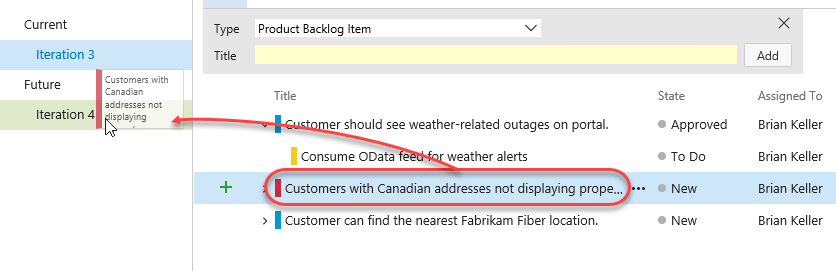 Current
Iteration 3
Future
Iteration 4
Customers with
Canadian
addresses not
displaying
Type Product Backlog Item
Title Add
Title State Assigned To
Customer should see weather-related outages on portal. Approved Brian Keller
Consume OData feed for weather alerts To Do Brian Keller
Customers with Canadian addresses not displaying prope... ••• New Brian Keller
Customer can find the nearest Fabrikam Fiber location. New Brian Keller